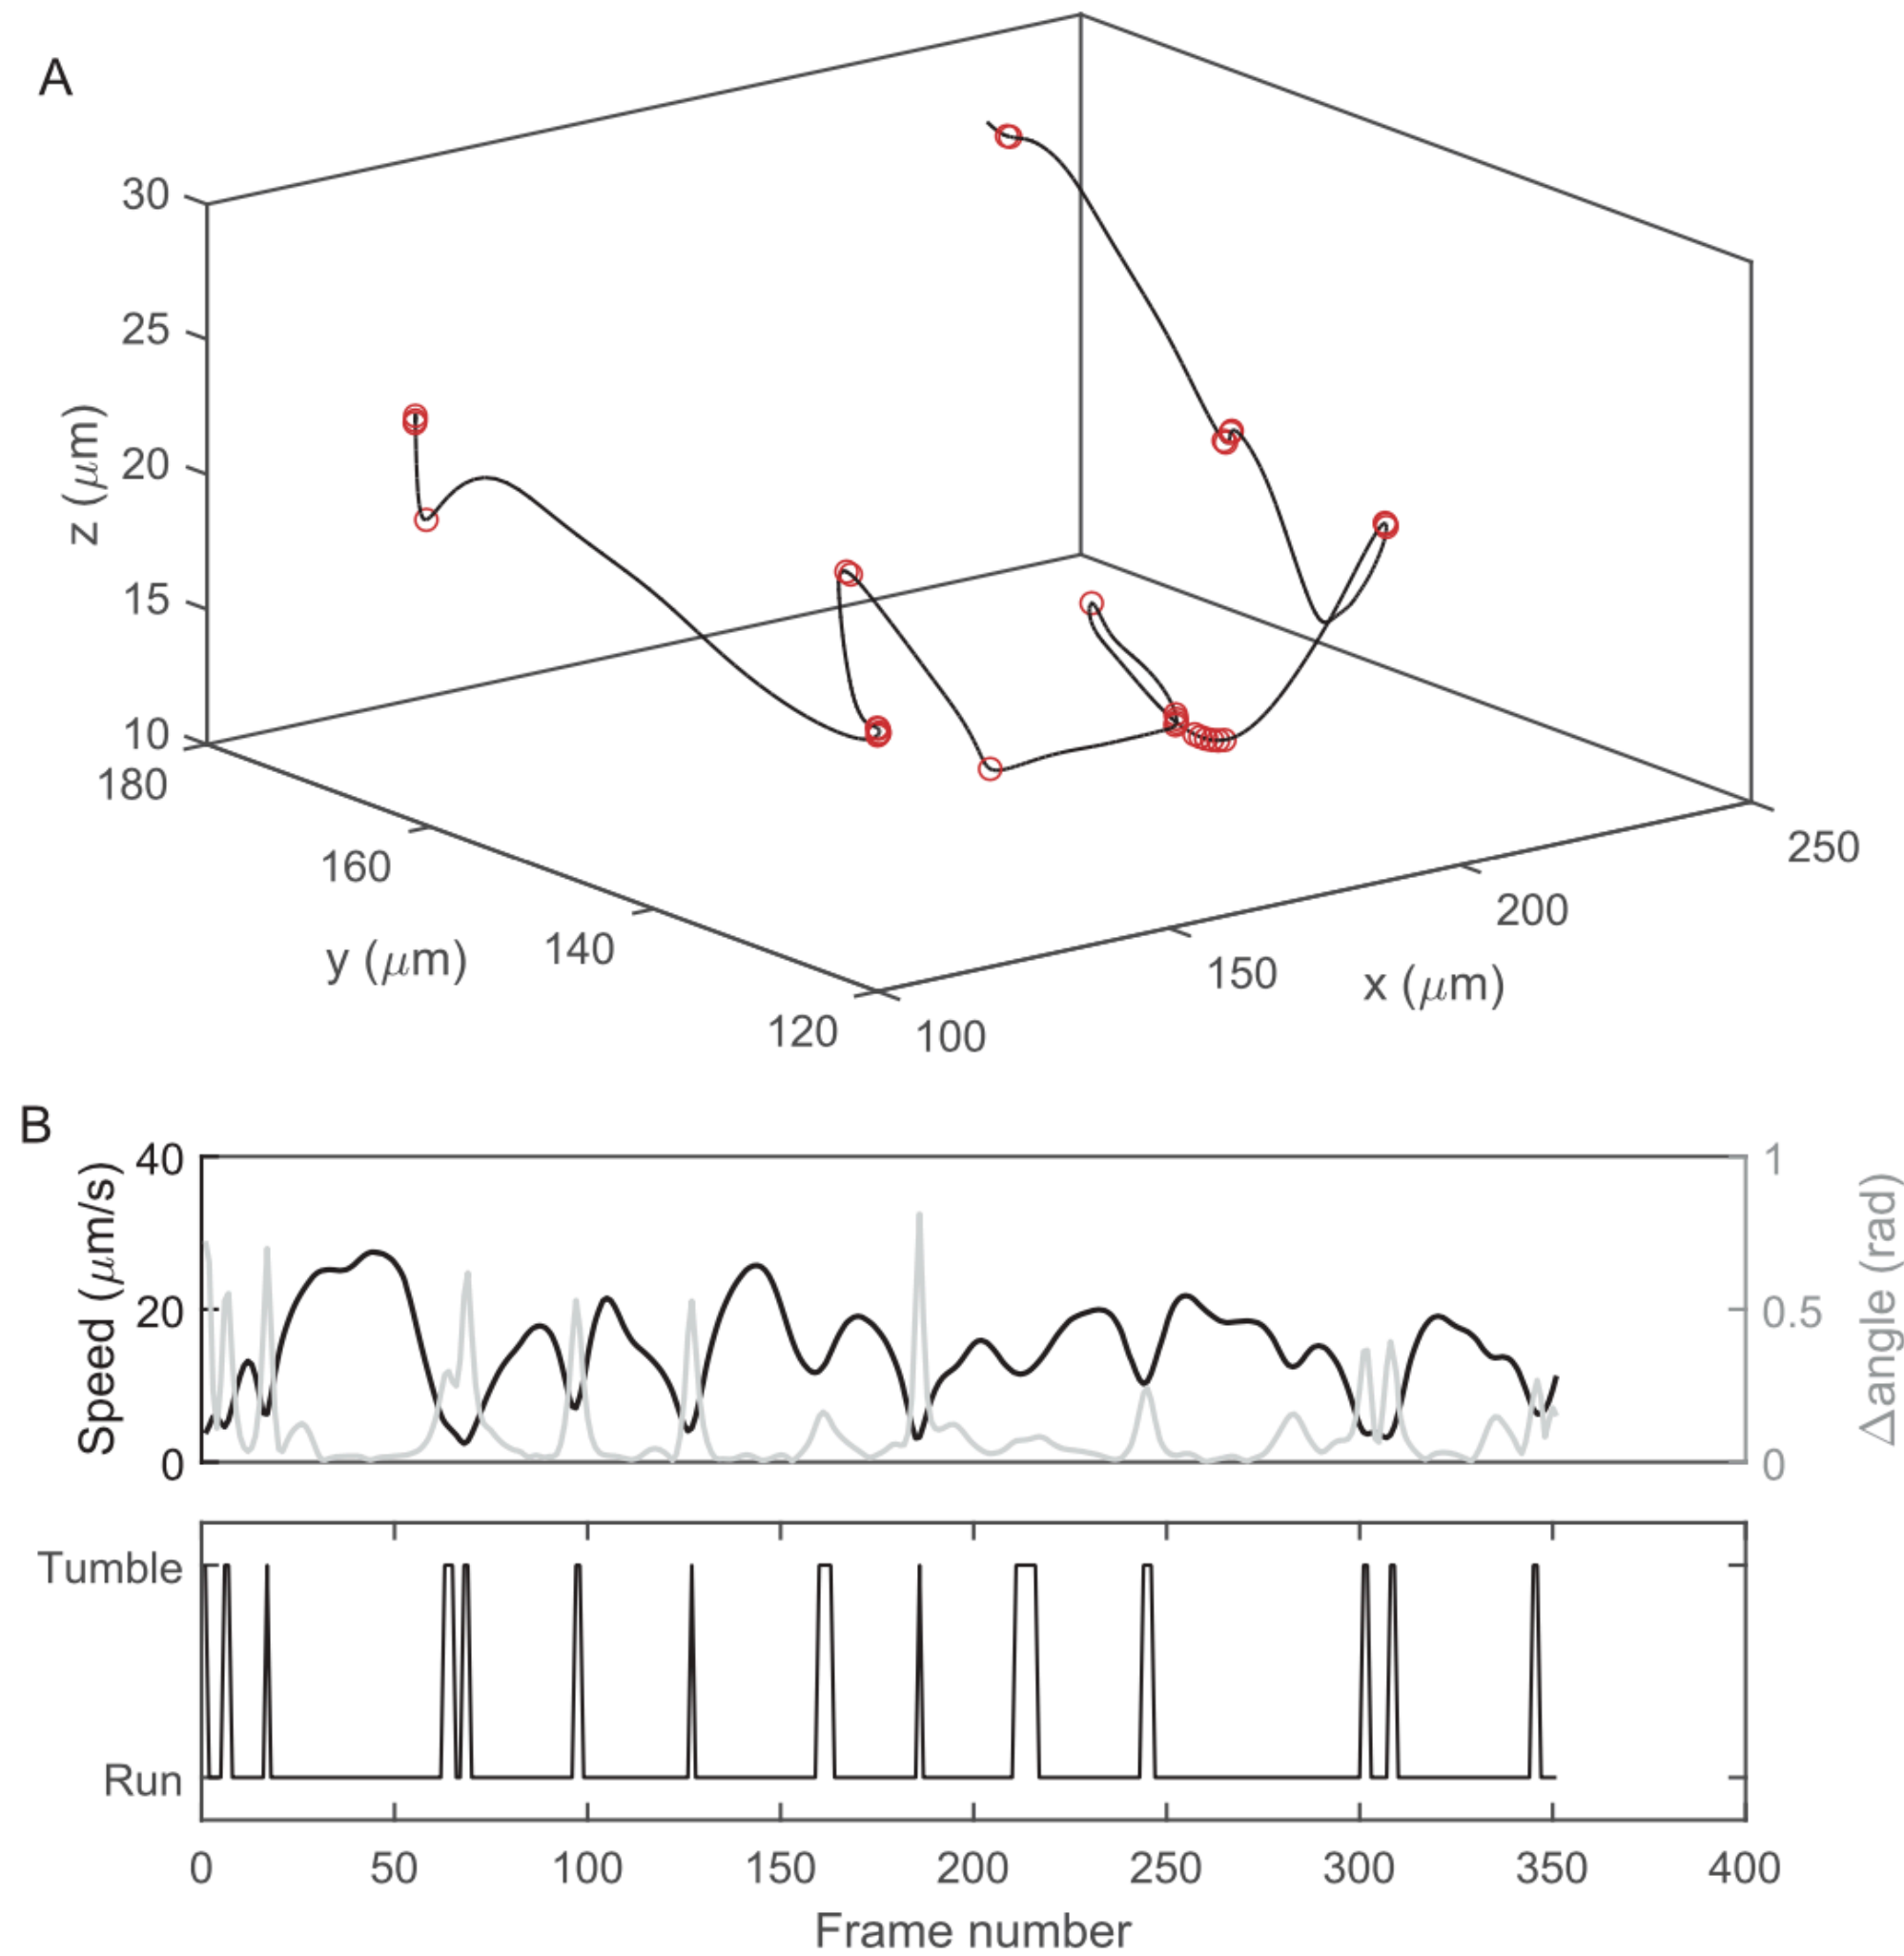 A
30
25
20
15
10
z (μm)
180
160
140
120
y (μm)
100
150
200
250
x (μm)
B
40
20
0
Speed (μm/s)
1
0.5
0
Δangle (rad)
Tumble
Run
0 50 100 150 200 250 300 350 400
Frame number